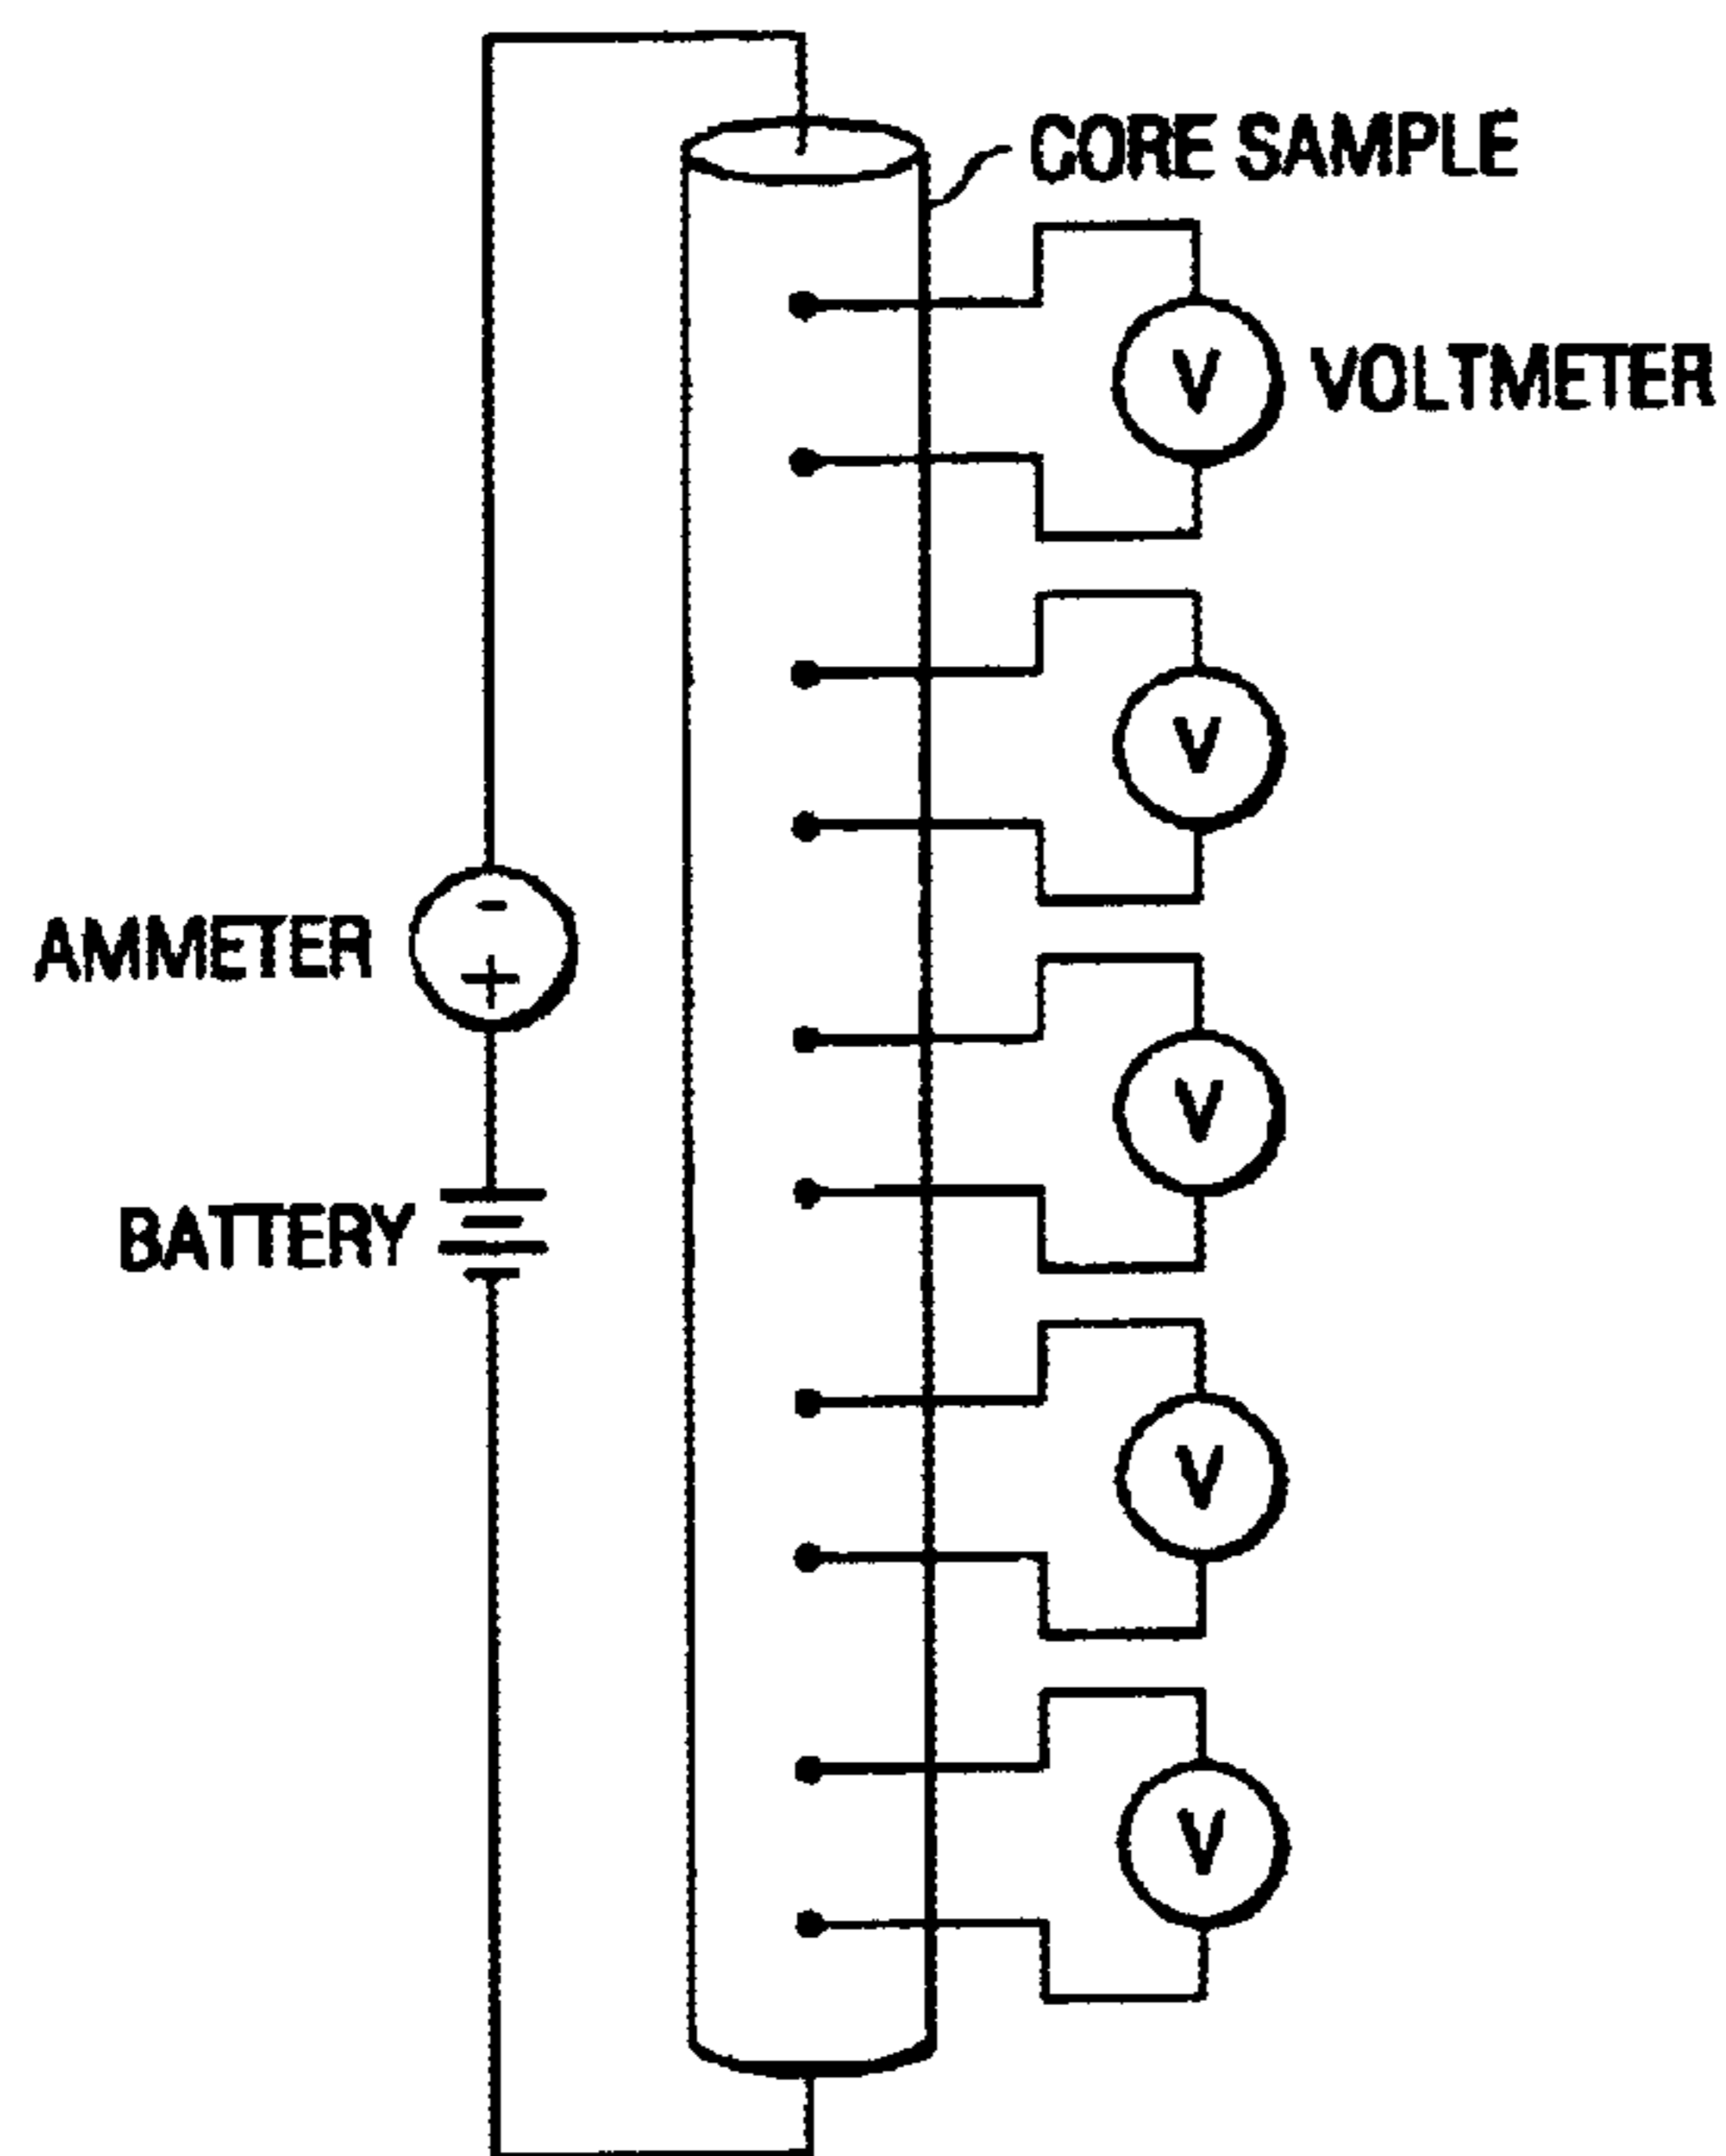 CORE SAMPLE
V VOLTMETER
V
AMMETER - +
V
BATTERY
V
V